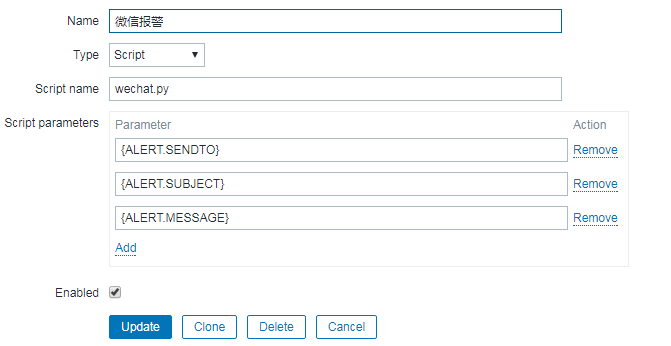 Name 微信报警
Type Script
Script name wechat.py
Script parameters Parameter Action
{ALERT.SENDTO} Remove
{ALERT.SUBJECT} Remove
{ALERT.MESSAGE} Remove
Add
Enabled
Update Clone Delete Cancel